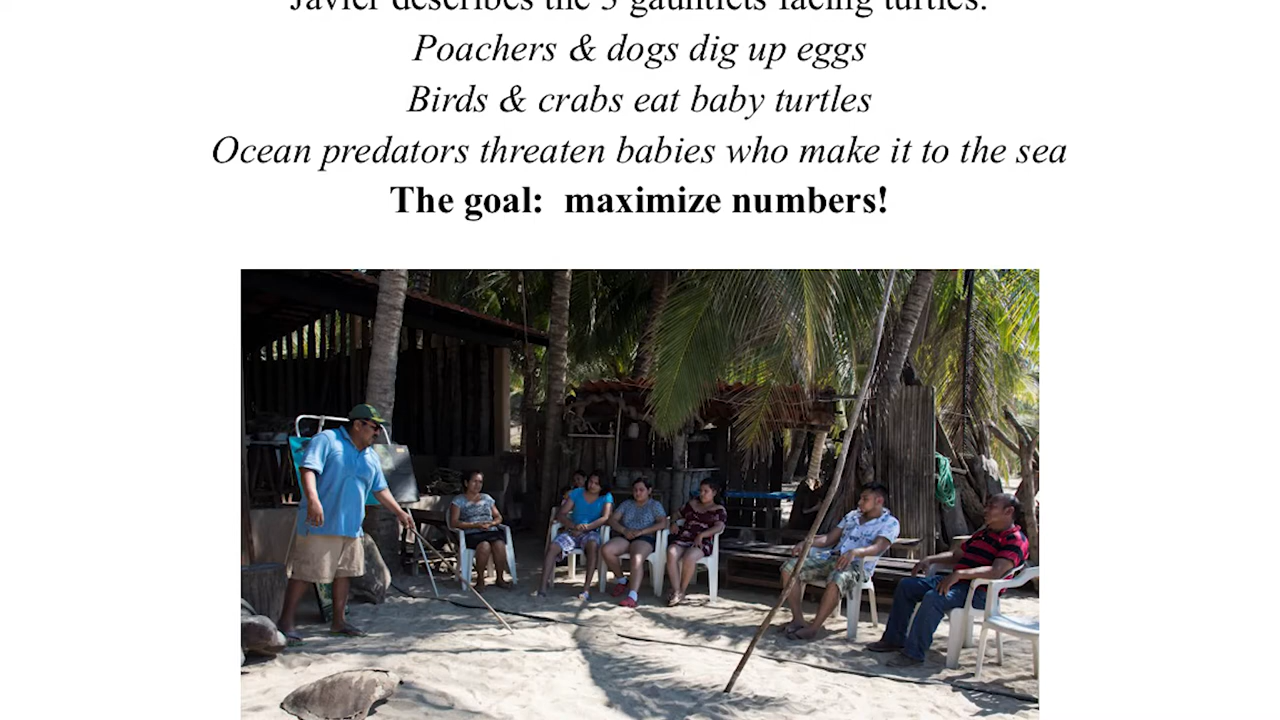 Javier describes the 3 gauntlets facing turtles:
Poachers & dogs dig up eggs
Birds & crabs eat baby turtles
Ocean predators threaten babies who make it to the sea
The goal:  maximize numbers!